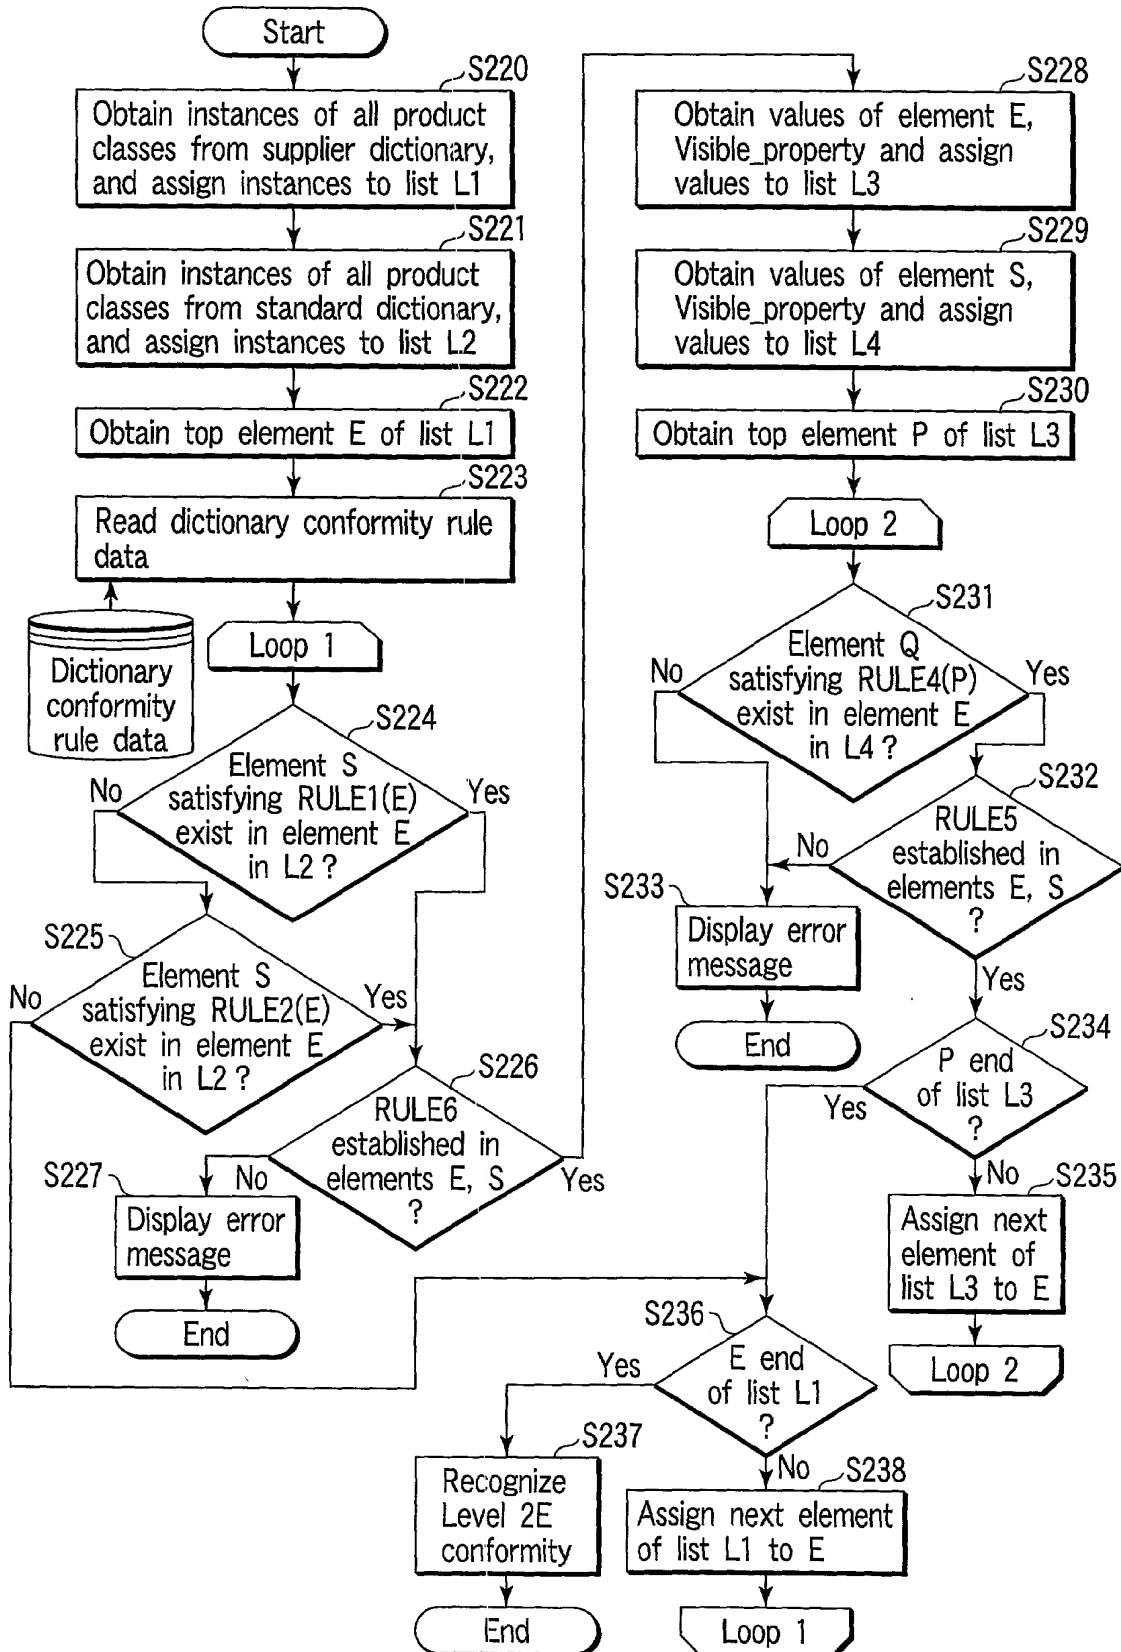 Start
S220
Obtain instances of all product
classes from supplier dictionary,
and assign instances to list L1
S221
Obtain instances of all product
classes from standard dictionary,
and assign instances to list L2
S222
Obtain top element E of list L1
S223
Read dictionary conformity rule
data
Dictionary
conformity
rule data
Loop 1
S224
Element S
satisfying RULE1(E)
exist in element E
in L2 ?
No
Yes
S225
Element S
satisfying RULE2(E)
exist in element E
in L2 ?
No
Yes
S226
RULE6
established in
elements E, S
?
No
Yes
S227
Display error
message
End
S228
Obtain values of element E,
Visible_property and assign
values to list L3
S229
Obtain values of element S,
Visible_property and assign
values to list L4
S230
Obtain top element P of list L3
Loop 2
S231
Element Q
satisfying RULE4(P)
exist in element E
in L4 ?
No
Yes
S232
RULE5
established in
elements E, S
?
No
Yes
S233
Display error
message
End
S234
P end
of list L3
?
Yes
No
S235
Assign next
element of
list L3 to E
Loop 2
S236
E end
of list L1
?
Yes
No
S237
Recognize
Level 2E
conformity
End
S238
Assign next element
of list L1 to E
Loop 1